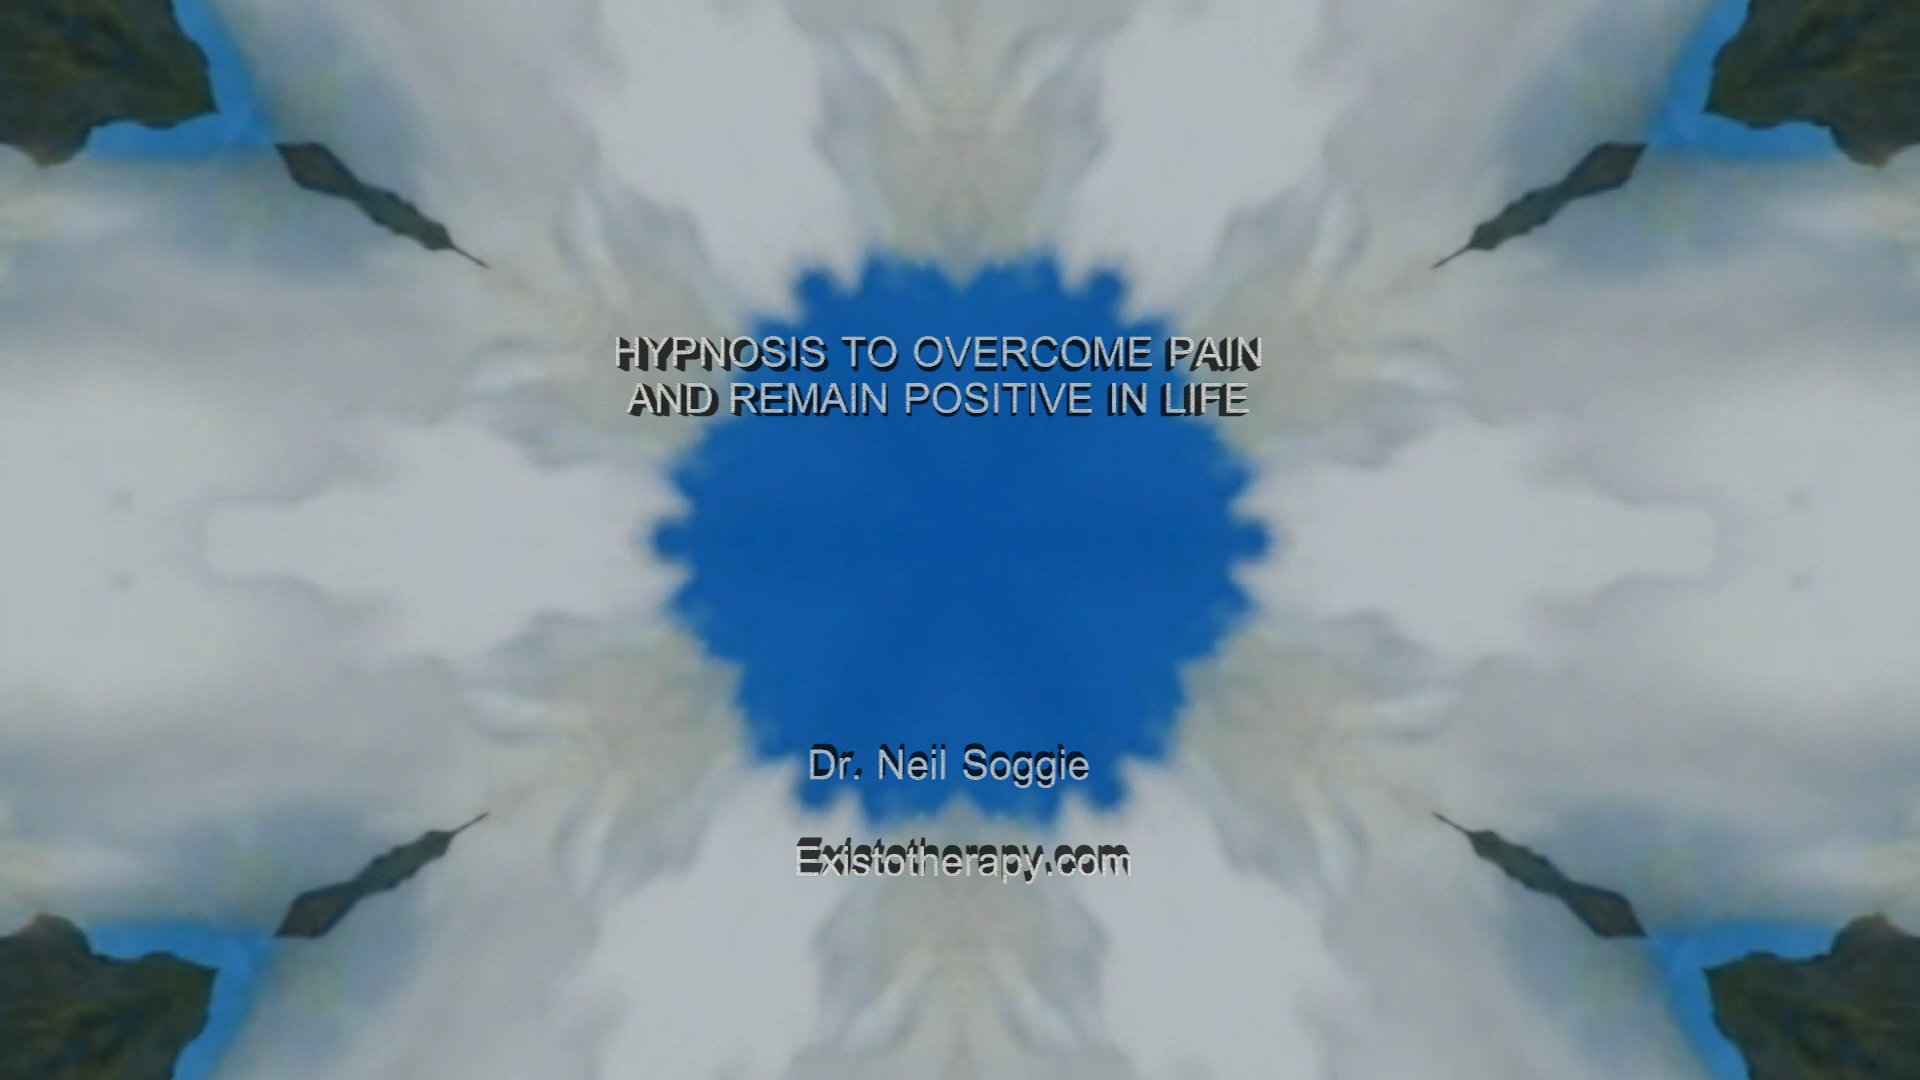 HYPNOSIS TO OVERCOME PAIN
AND REMAIN POSITIVE IN LIFE
Dr. Neil Soggie
Existotherapy.com